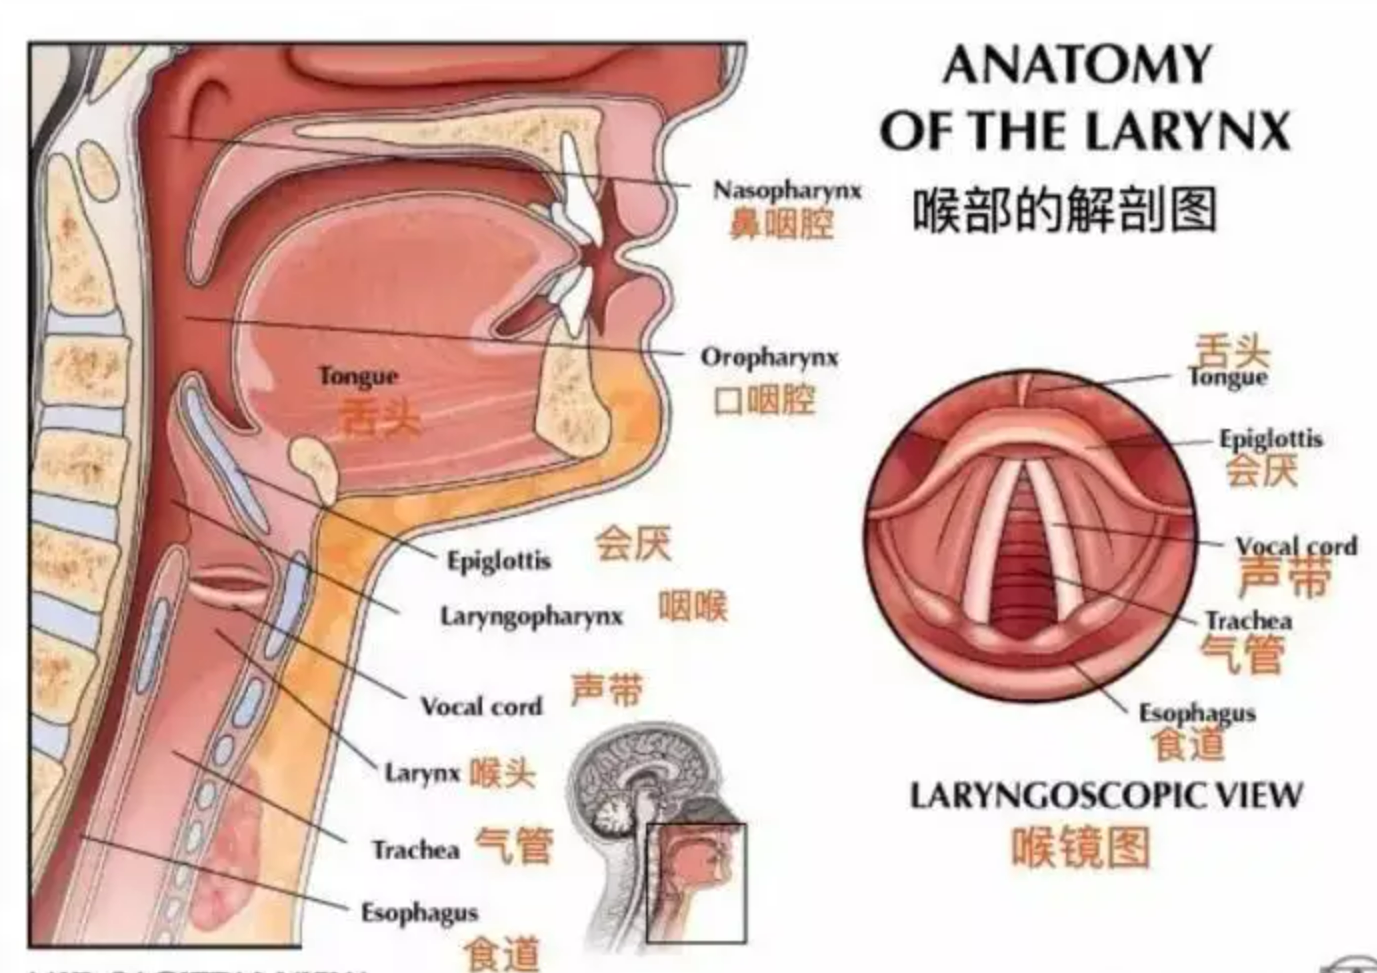 ANATOMY
OF THE LARYNX
喉部的解剖图
Nasopharynx
鼻咽腔
Oropharynx
口咽腔
Tongue
舌头
Epiglottis 会厌
Laryngopharynx 咽喉
Vocal cord 声带
Larynx 喉头
Trachea 气管
Esophagus
食道
舌头
Tongue
Epiglottis
会厌
Vocal cord
声带
Trachea
气管
Esophagus
食道
LARYNGOSCOPIC VIEW
喉镜图